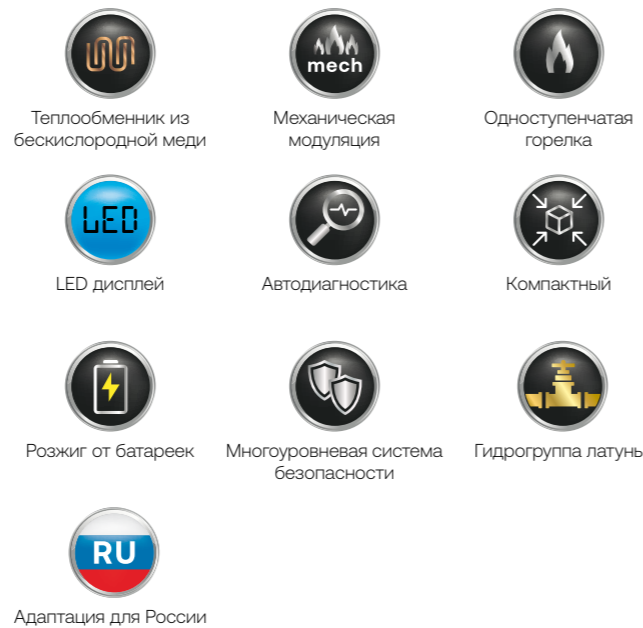 mech
Теплообменник из
бескислородной меди
Механическая
модуляция
Одноступенчатая
горелка
LED
LED дисплей
Автодиагностика
Компактный
Розжиг от батареек
Многоуровневая система
безопасности
Гидрогруппа латунь
RU
Адаптация для России